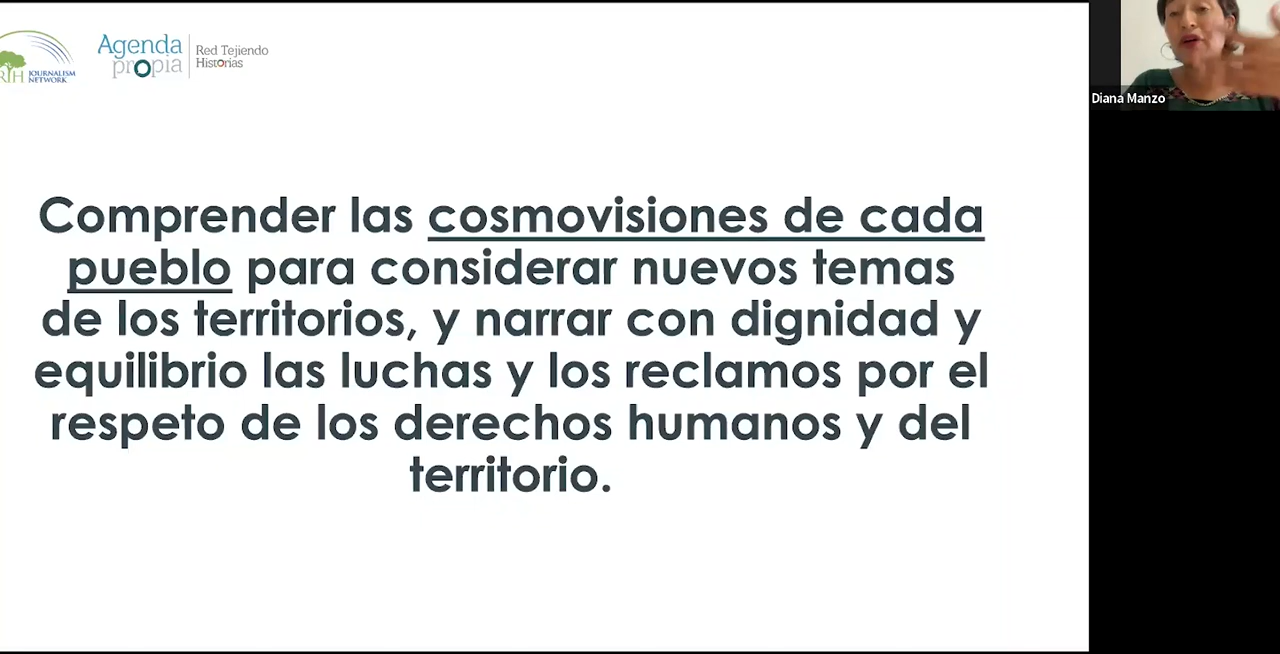 RTH JOURNALISM
NETWORK
Agenda
propia
Red Tejiendo
Historias
Diana Manzo
Comprender las cosmovisiones de cada
pueblo para considerar nuevos temas
de los territorios, y narrar con dignidad y
equilibrio las luchas y los reclamos por el
respeto de los derechos humanos y del
territorio.